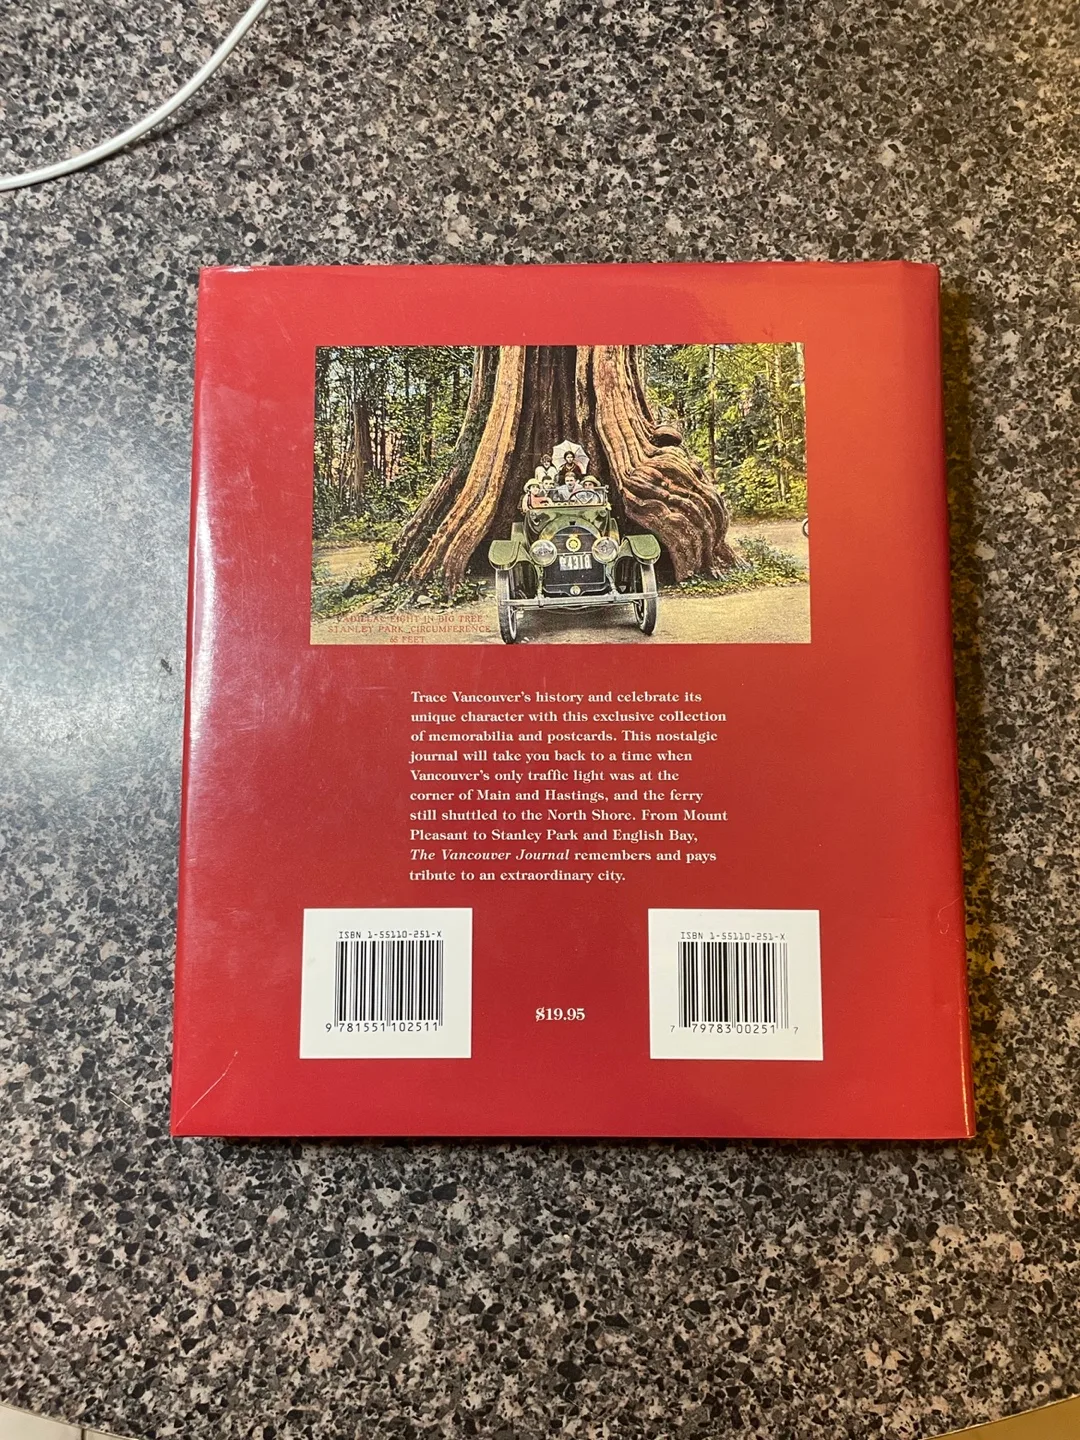 4318
"CADILLAC EIGHT IN BIG TREE"
STANLEY PARK, CIRCUMFERENCE
65 FEET
Trace Vancouver's history and celebrate its
unique character with this exclusive collection
of memorabilia and postcards. This nostalgic
journal will take you back to a time when
Vancouver's only traffic light was at the
corner of Main and Hastings, and the ferry
still shuttled to the North Shore. From Mount
Pleasant to Stanley Park and English Bay,
The Vancouver Journal remembers and pays
tribute to an extraordinary city.
ISBN 1-55110-251-X
9 781551 102511
$19.95
ISBN 1-55110-251-X
7 79783 00251 7